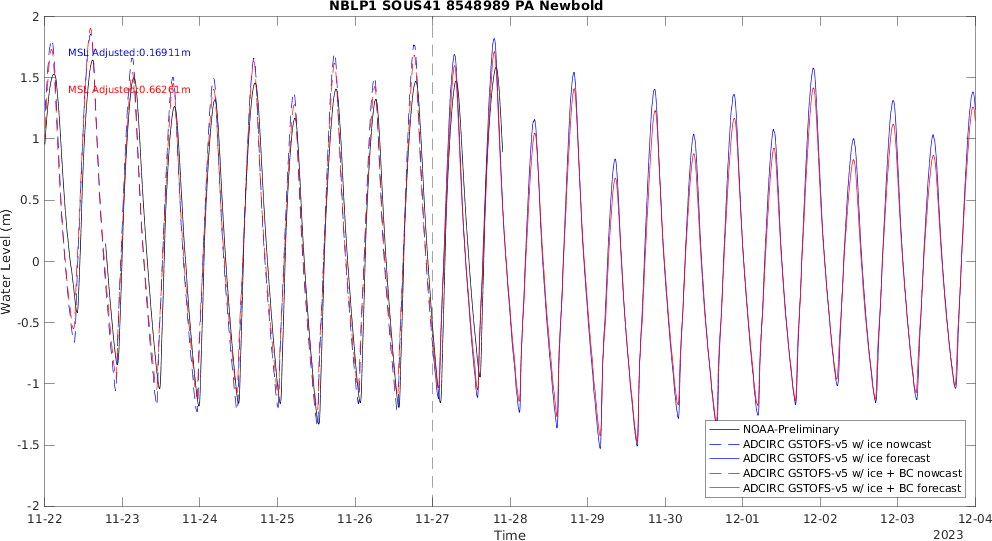 NBLP1 SOUS41 8548989 PA Newbold
MSL Adjusted:0.16911m
MSL Adjusted:0.66261m
Water Level (m)
2
1.5
1
0.5
0
-0.5
-1
-1.5
-2
NOAA-Preliminary
ADCIRC GSTOFS-v5 w/ ice nowcast
ADCIRC GSTOFS-v5 w/ ice forecast
ADCIRC GSTOFS-v5 w/ ice + BC nowcast
ADCIRC GSTOFS-v5 w/ ice + BC forecast
11-22 11-23 11-24 11-25 11-26 11-27 11-28 11-29 11-30 12-01 12-02 12-03 12-04
Time
2023